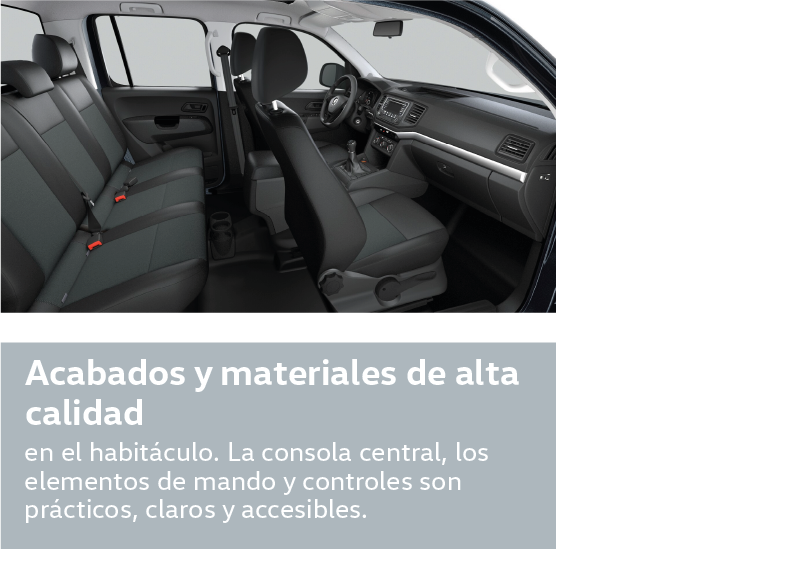 Acabados y materiales de alta
calidad
en el habitáculo. La consola central, los
elementos de mando y controles son
prácticos, claros y accesibles.